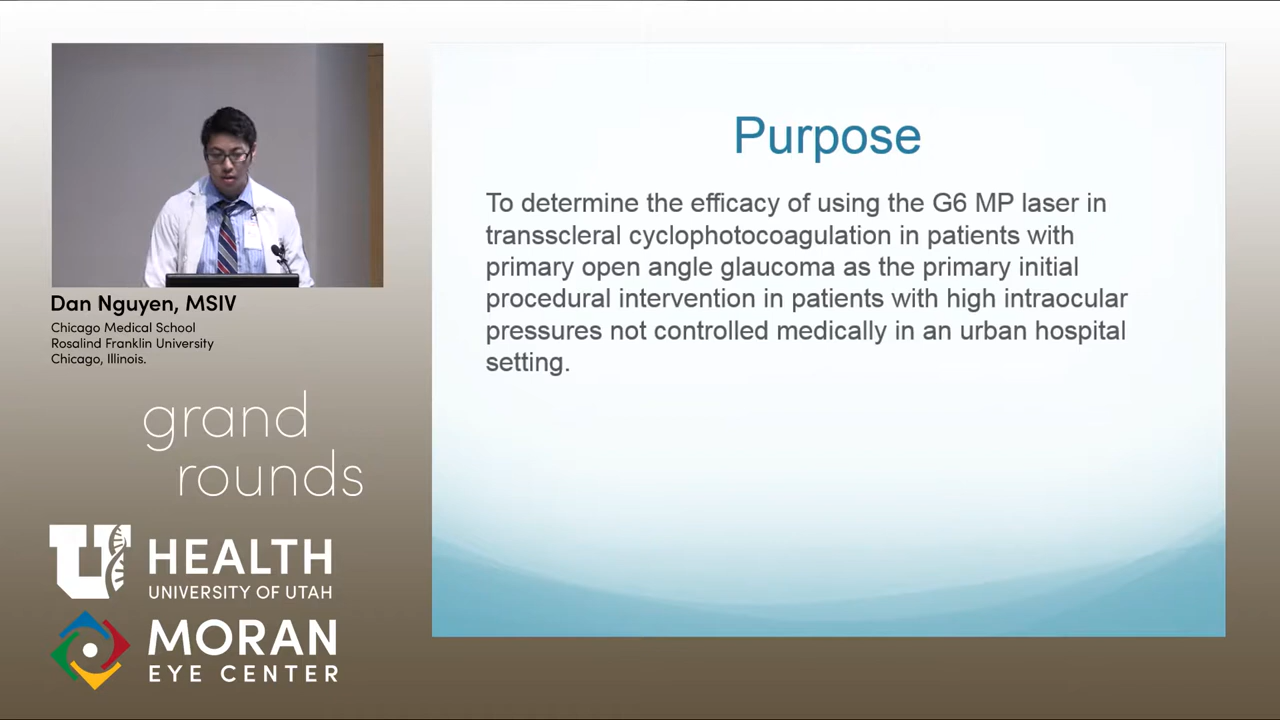 Purpose
To determine the efficacy of using the G6 MP laser in
transscleral cyclophotocoagulation in patients with
primary open angle glaucoma as the primary initial
procedural intervention in patients with high intraocular
pressures not controlled medically in an urban hospital
setting.
Dan Nguyen, MSIV
Chicago Medical School
Rosalind Franklin University
Chicago, Illinois.
grand
rounds
U HEALTH
UNIVERSITY OF UTAH
MORAN
EYE CENTER